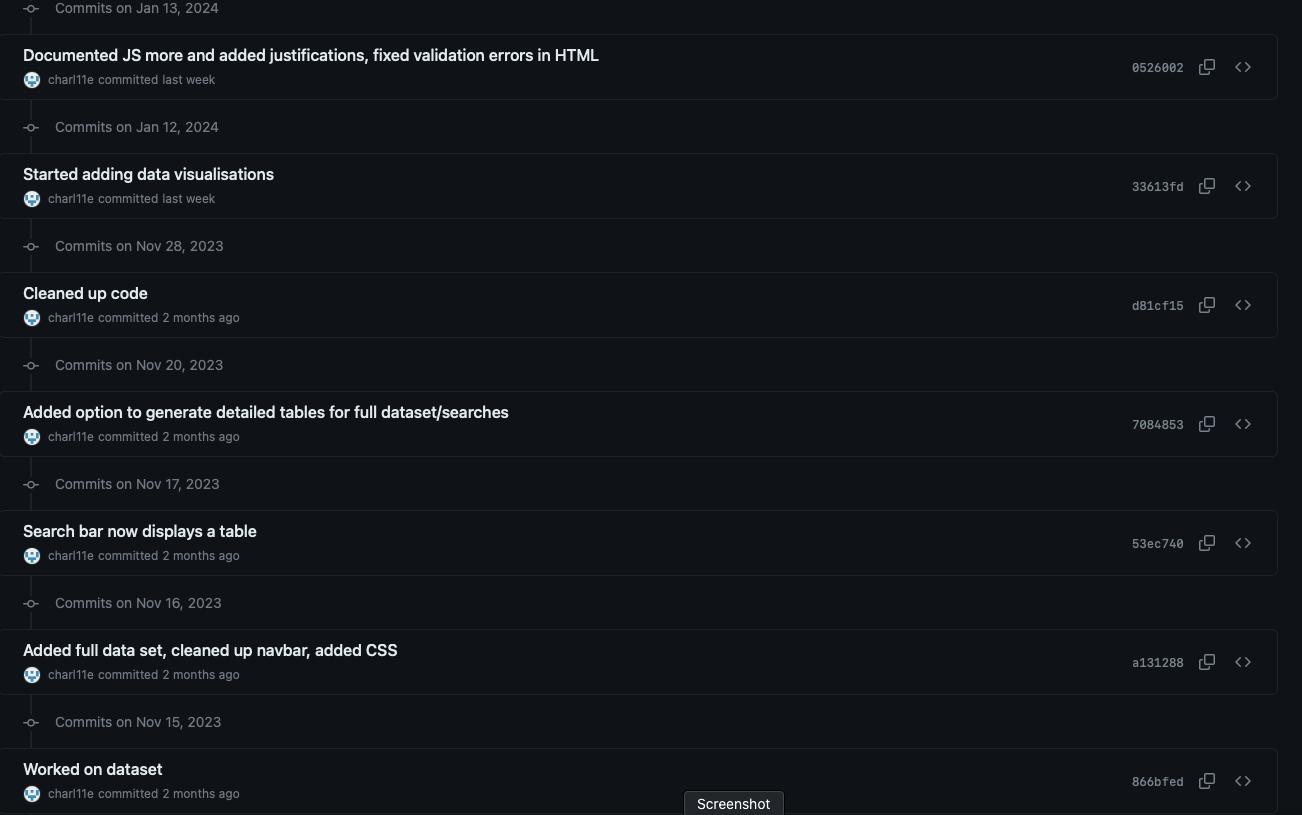 Commits on Jan 13, 2024
Documented JS more and added justifications, fixed validation errors in HTML
charl11e committed last week
0526002
Commits on Jan 12, 2024
Started adding data visualisations
charl11e committed last week
33613fd
Commits on Nov 28, 2023
Cleaned up code
charl11e committed 2 months ago
d81cf15
Commits on Nov 20, 2023
Added option to generate detailed tables for full dataset/searches
charl11e committed 2 months ago
7084853
Commits on Nov 17, 2023
Search bar now displays a table
charl11e committed 2 months ago
53ec740
Commits on Nov 16, 2023
Added full data set, cleaned up navbar, added CSS
charl11e committed 2 months ago
a131288
Commits on Nov 15, 2023
Worked on dataset
charl11e committed 2 months ago
866bfed
Screenshot